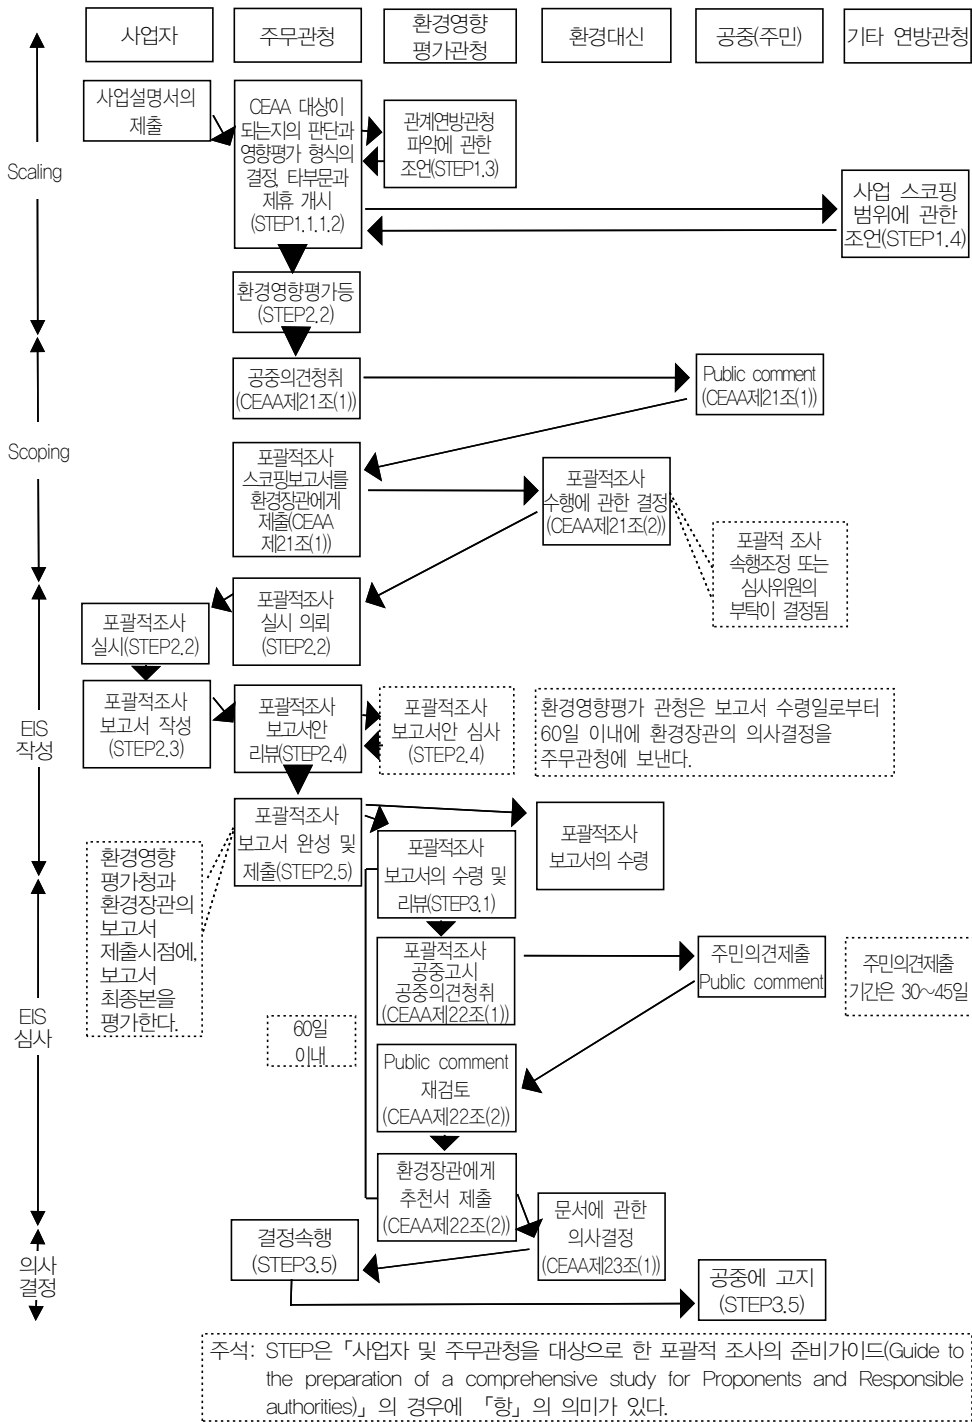 사업자
주무관청
환경영향
평가관청
환경대신
공중(주민)
기타 연방관청
Scaling
사업설명서의
제출
CEAA 대상이
되는지의 판단과
영향평가 형식의
결정, 타부문과
제휴 개시
(STEP1.1.1.2)
관계연방관청
파악에 관한
조언(STEP1.3)
사업 스코핑
범위에 관한
조언(STEP1.4)
환경영향평가등
(STEP2.2)
Scoping
공중의견청취
(CEAA제21조(1))
Public comment
(CEAA제21조(1))
포괄적조사
스코핑보고서를
환경장관에게
제출(CEAA
제21조(1))
포괄적조사
수행에 관한 결정
(CEAA제21조(2))
포괄적 조사
속행조정 또는
심사위원의
부탁이 결정됨
EIS
작성
포괄적조사
실시(STEP2.2)
포괄적조사
실시 의뢰
(STEP2.2)
포괄적조사
보고서 작성
(STEP2.3)
포괄적조사
보고서안
리뷰(STEP2.4)
포괄적조사
보고서안 심사
(STEP2.4)
환경영향평가 관청은 보고서 수령일로부터
60일 이내에 환경장관의 의사결정을
주무관청에 보낸다.
포괄적조사
보고서 완성 및
제출(STEP2.5)
포괄적조사
보고서의 수령 및
리뷰(STEP3.1)
포괄적조사
보고서의 수령
환경영향
평가청과
환경장관의
보고서
제출시점에,
보고서
최종본을
평가한다.
EIS
심사
포괄적조사
공중고시
공중의견청취
(CEAA제22조(1))
주민의견제출
Public comment
주민의견제출
기간은 30~45일
60일
이내
Public comment
재검토
(CEAA제22조(2))
환경장관에게
추천서 제출
(CEAA제22조(2))
문서에 관한
의사결정
(CEAA제23조(1))
의사
결정
결정속행
(STEP3.5)
공중에 고지
(STEP3.5)
주석: STEP은 「사업자 및 주무관청을 대상으로 한 포괄적 조사의 준비가이드(Guide to
the preparation of a comprehensive study for Proponents and Responsible
authorities)」의 경우에 「항」의 의미가 있다.